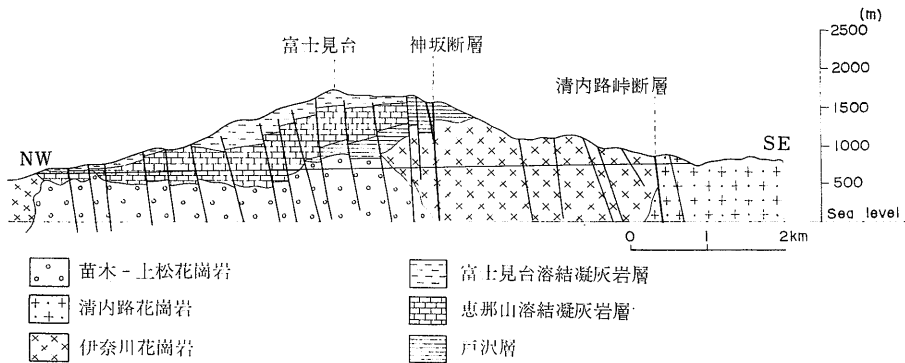 (m)
2500
2000
1500
1000
500
Sea level
富士見台
神坂断層
清内路峠断層
NW
SE
0 1 2km
苗木-上松花崗岩
清内路花崗岩
伊奈川花崗岩
富士見台溶結凝灰岩層
恵那山溶結凝灰岩層
戸沢層